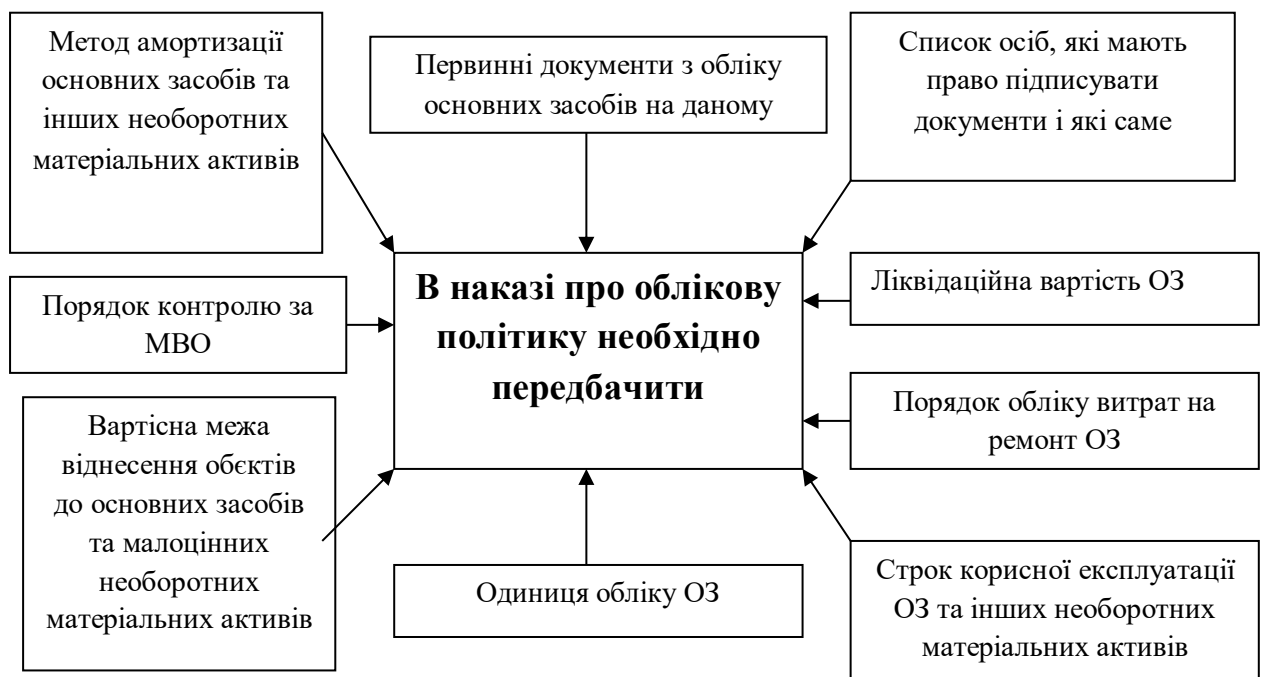 Метод амортизації
основних засобів та
інших необоротних
матеріальних активів
Первинні документи з обліку
основних засобів на даному
Список осіб, які мають
право підписувати
документи і які саме
В наказі про облікову
політику необхідно
передбачити
Порядок контролю за
МВО
Ліквідаційна вартість ОЗ
Порядок обліку витрат на
ремонт ОЗ
Вартісна межа
віднесення обєктів
до основних засобів
та малоцінних
необоротних
матеріальних активів
Одиниця обліку ОЗ
Строк корисної експлуатації
ОЗ та інших необоротних
матеріальних активів